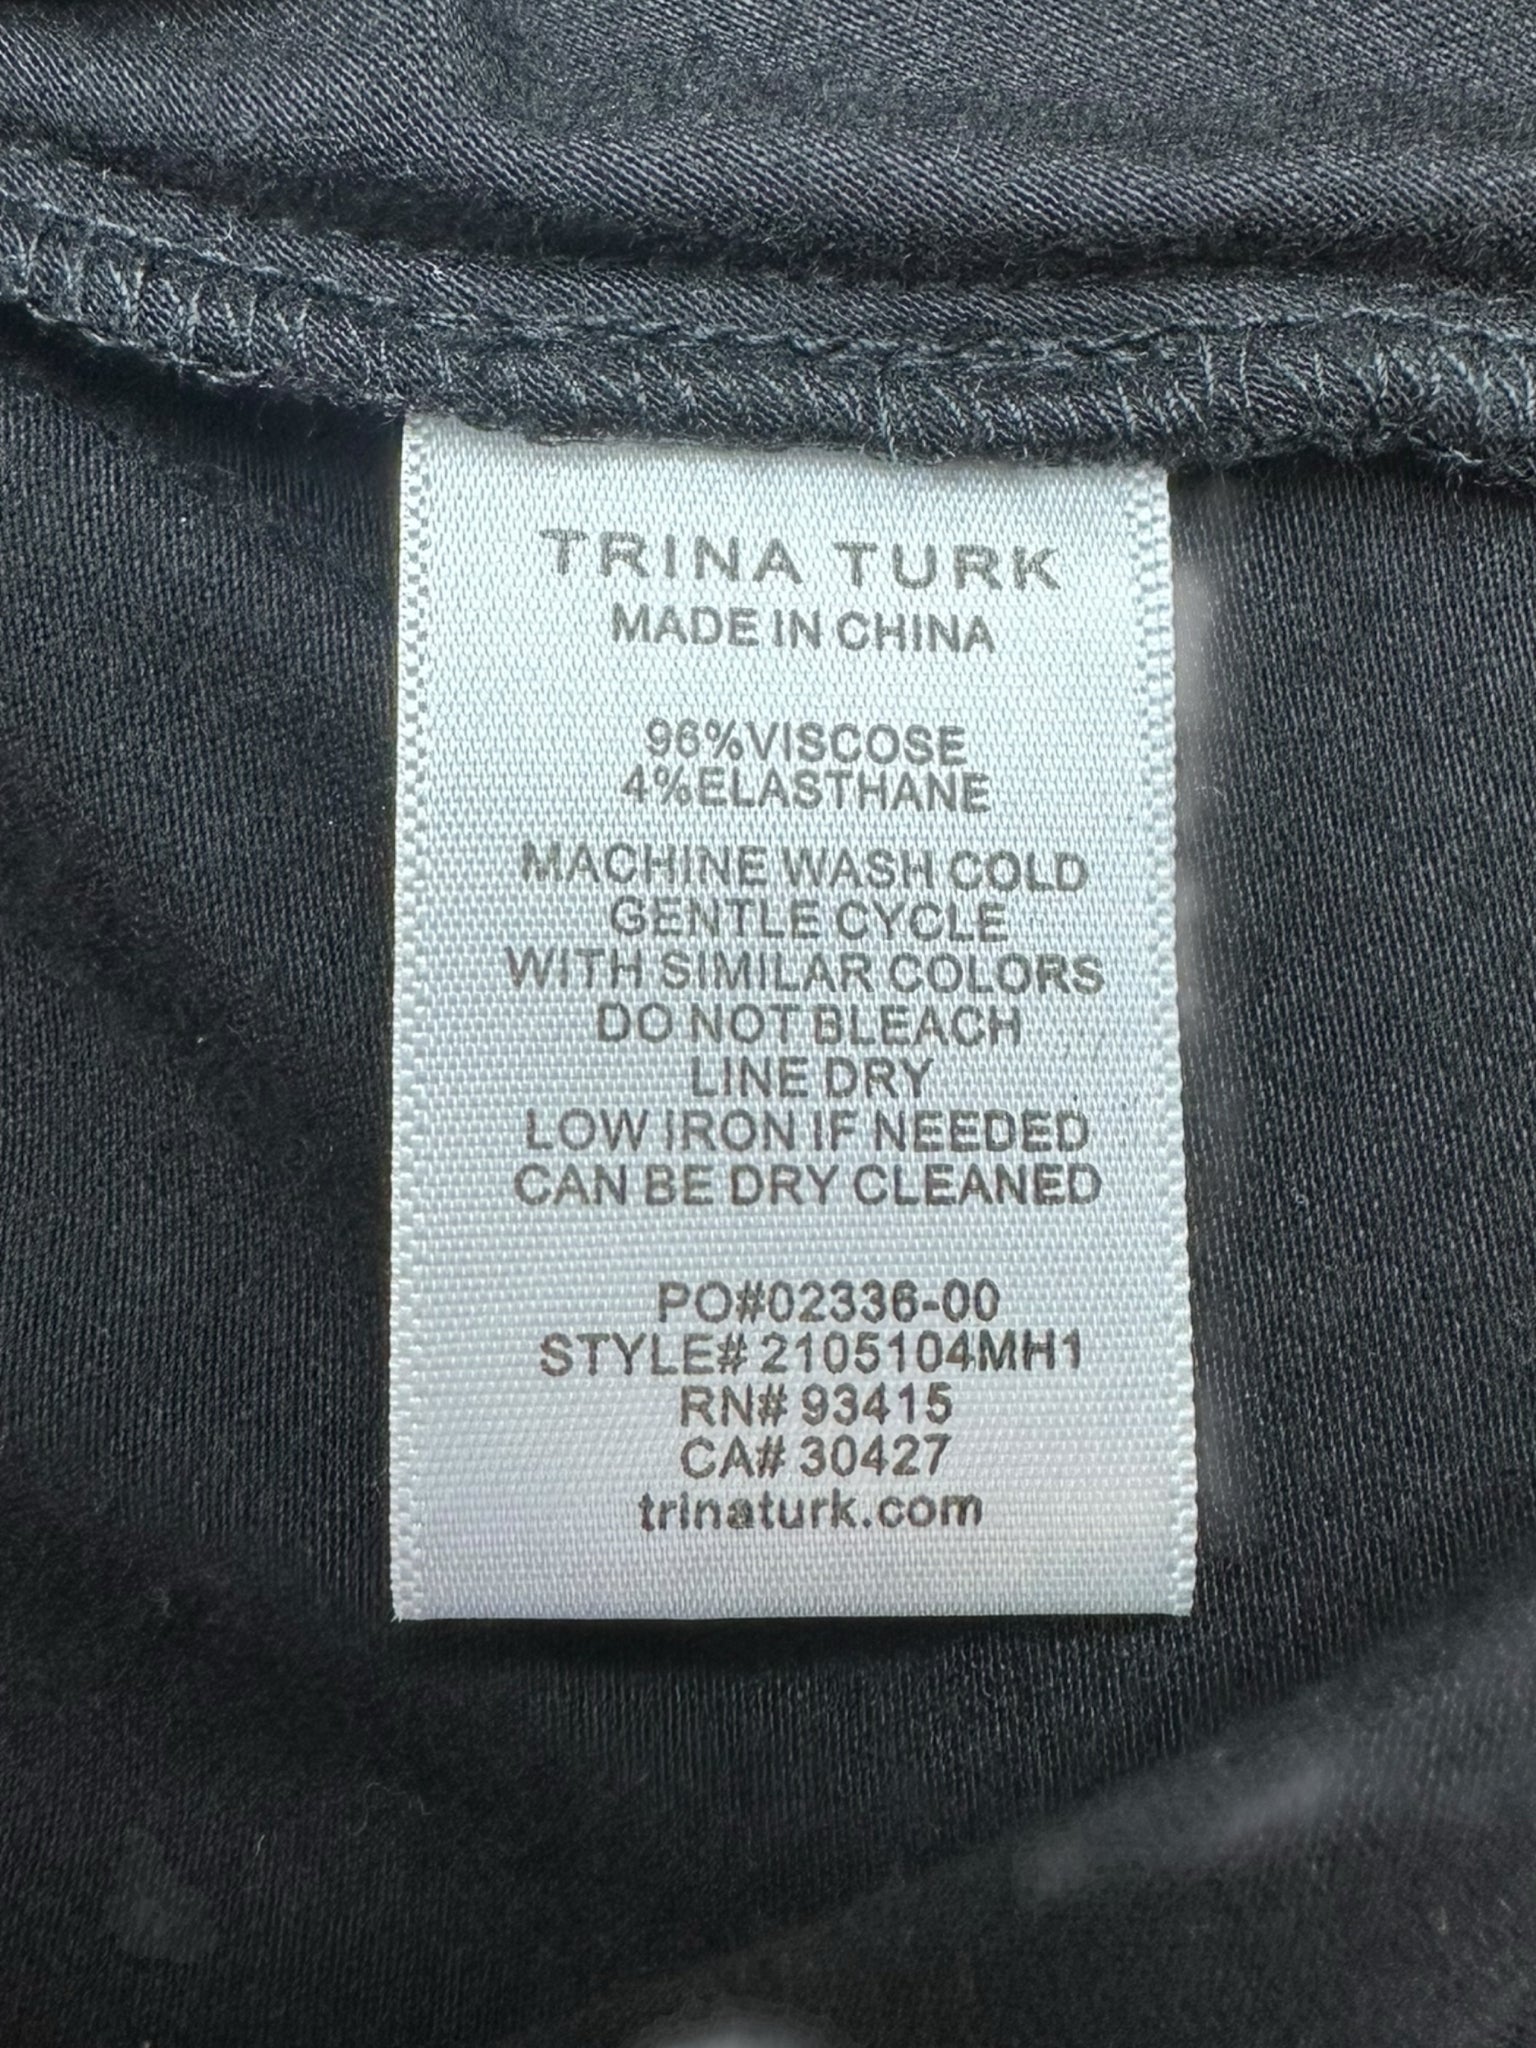 TRINA TURK
MADE IN CHINA
96%VISCOSE
4%ELASTHANE
MACHINE WASH COLD
GENTLE CYCLE
WITH SIMILAR COLORS
DO NOT BLEACH
LINE DRY
LOW IRON IF NEEDED
CAN BE DRY CLEANED
PO#02336-00
STYLE# 2105104MH1
RN# 93415
CA# 30427
trinaturk.com